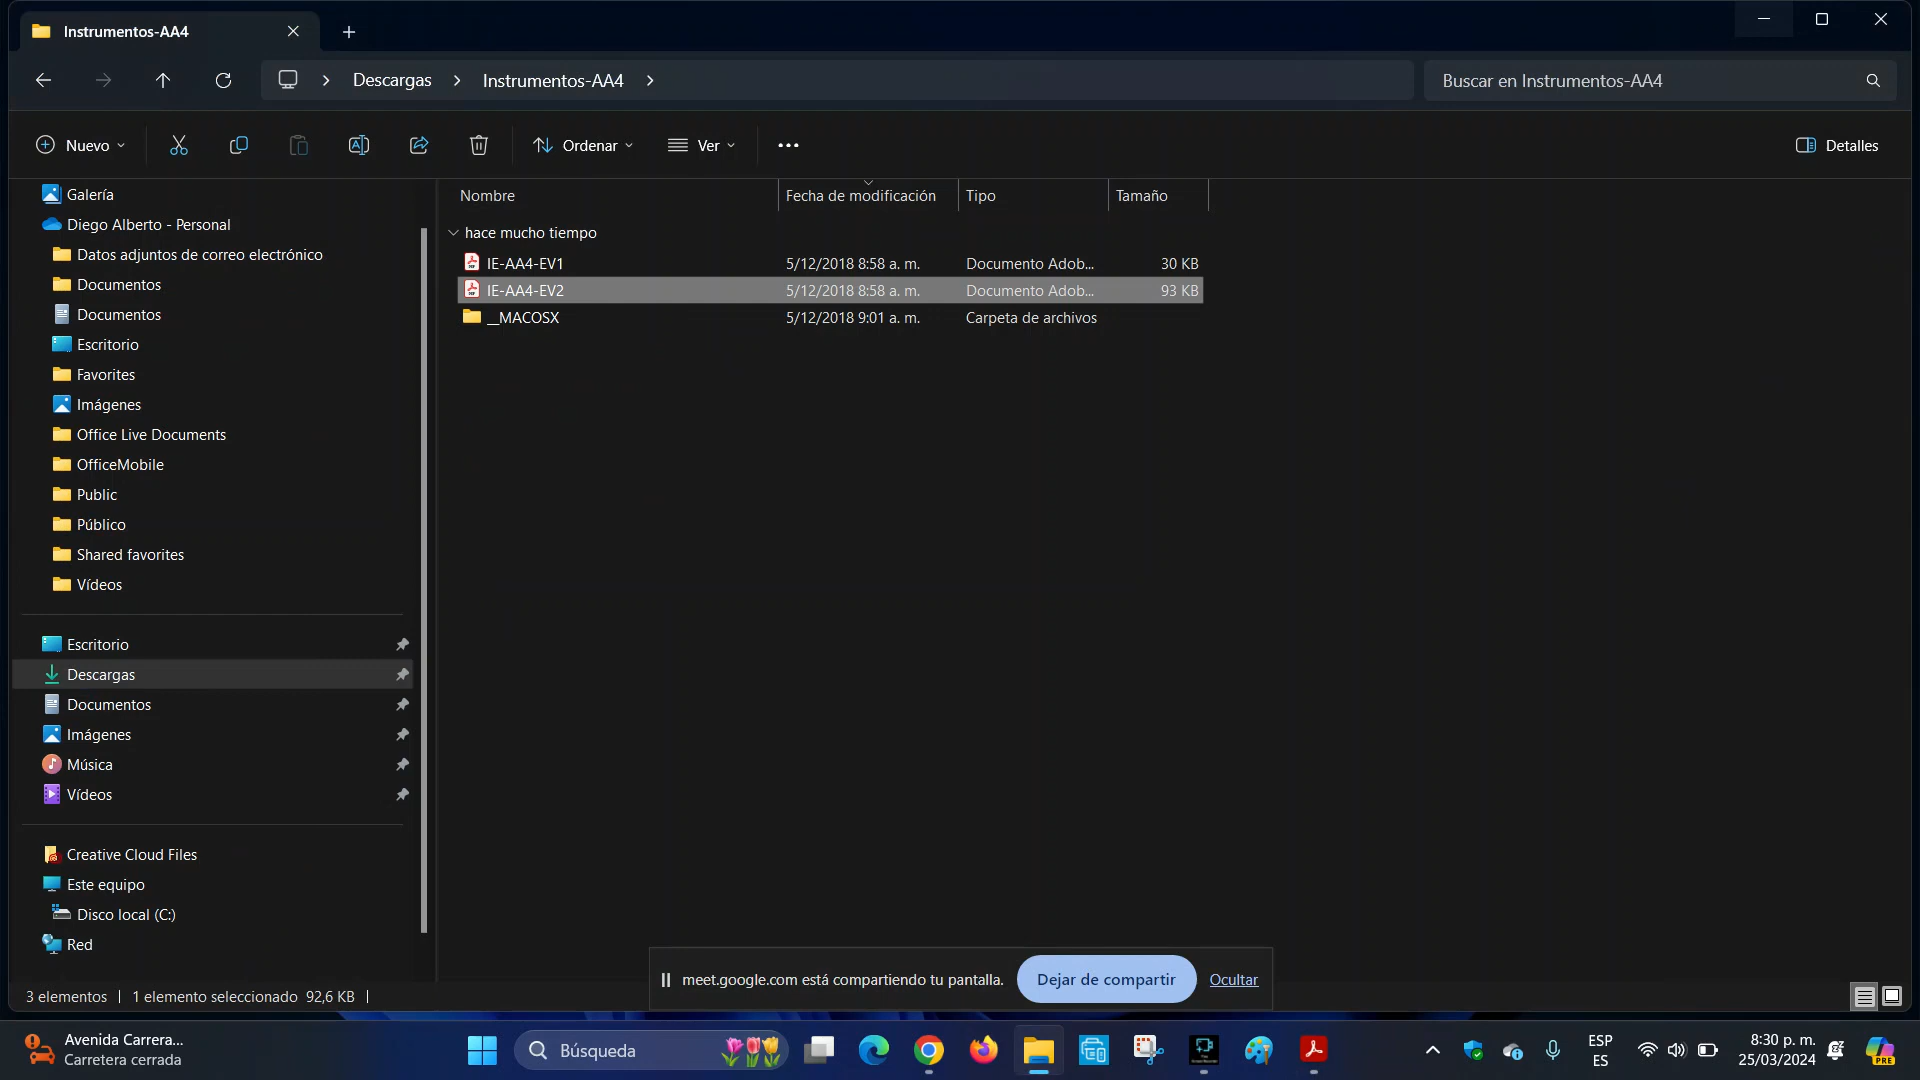 Instrumentos-AA4
Descargas
Instrumentos-AA4
Buscar en Instrumentos-AA4
Nuevo
Ordenar
Ver
Detalles
Galería
Diego Alberto - Personal
Datos adjuntos de correo electrónico
Documentos
Documentos
Escritorio
Favorites
Imágenes
Office Live Documents
OfficeMobile
Public
Público
Shared favorites
Vídeos
Escritorio
Descargas
Documentos
Imágenes
Música
Vídeos
Creative Cloud Files
Este equipo
Disco local (C:)
Red
Nombre Fecha de modificación Tipo Tamaño
hace mucho tiempo
IE-AA4-EV1 5/12/2018 8:58 a. m. Documento Adob... 30 KB
IE-AA4-EV2 5/12/2018 8:58 a. m. Documento Adob... 93 KB
__MACOSX 5/12/2018 9:01 a. m. Carpeta de archivos
meet.google.com está compartiendo tu pantalla. Dejar de compartir Ocultar
3 elementos 1 elemento seleccionado 92,6 KB
Avenida Carrera...
Carretera cerrada
Búsqueda
ESP
ES
8:30 p. m.
25/03/2024
PRE